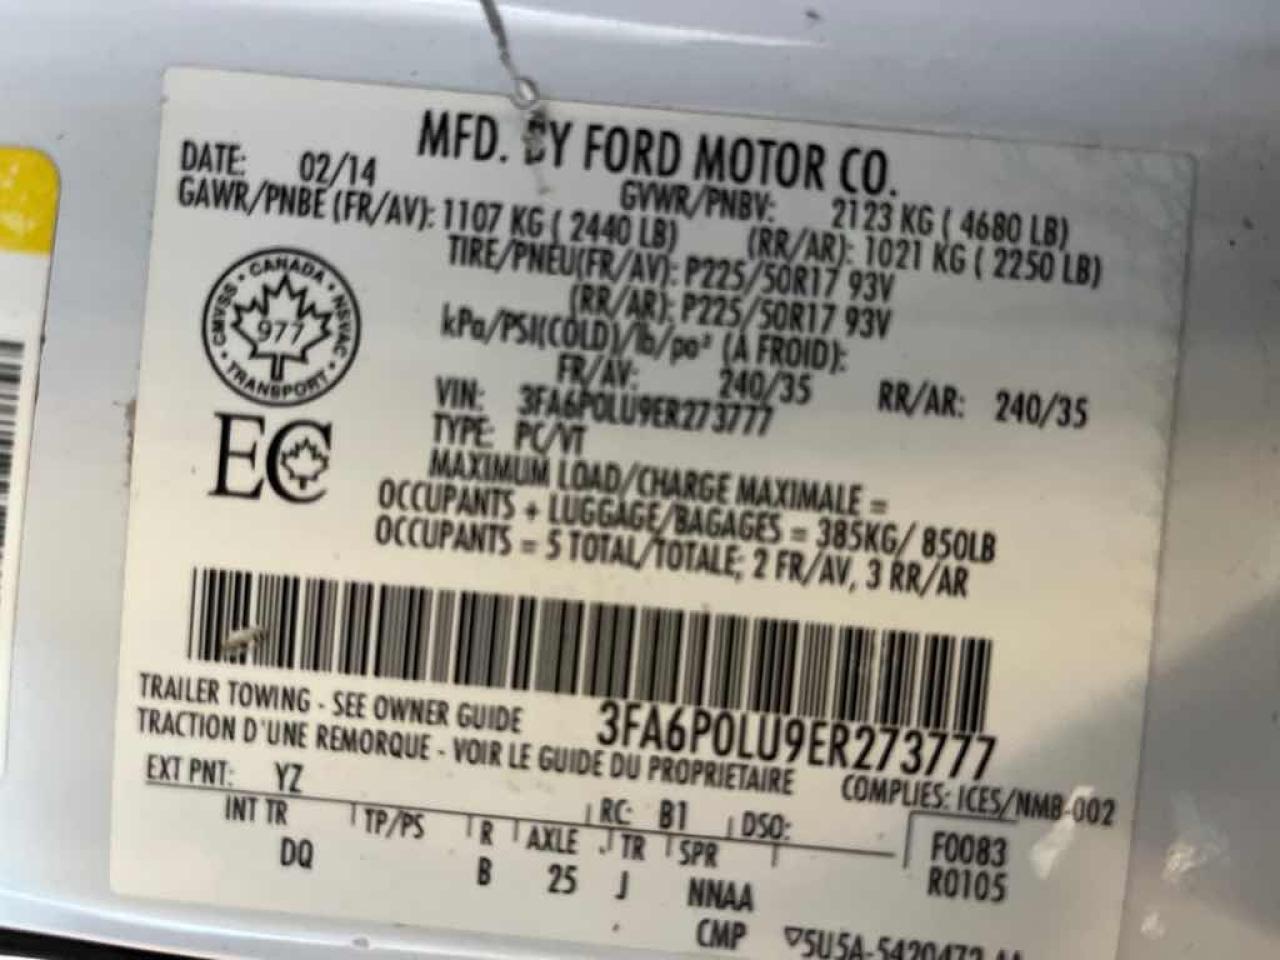 MFD. BY FORD MOTOR CO.
DATE: 02/14 GVWR/PNBV: 2123 KG ( 4680 LB)
GAWR/PNBE (FR/AV): 1107 KG ( 2440 LB) (RR/AR): 1021 KG ( 2250 LB)
TIRE/PNEU(FR/AV): P225/50R17 93V
(RR/AR): P225/50R17 93V
kPa/PSI(COLD)/lb/po² (A FROID):
FR/AV: 240/35 RR/AR: 240/35
VIN: 3FA6P0LU9ER273777
TYPE: PC/VT
MAXIMUM LOAD/CHARGE MAXIMALE =
OCCUPANTS + LUGGAGE/BAGAGES = 385KG/ 850LB
OCCUPANTS = 5 TOTAL/TOTALE; 2 FR/AV, 3 RR/AR
CANADA · NSVAC · TRANSPORT · CMVSS ·
977
EC
TRAILER TOWING - SEE OWNER GUIDE 3FA6P0LU9ER273777
TRACTION D'UNE REMORQUE - VOIR LE GUIDE DU PROPRIETAIRE COMPLIES: ICES/NMB-002
EXT PNT: YZ RC: B1 DSO: F0083
INT TR TP/PS R AXLE TR SPR R0105
DQ B 25 J NNAA
CMP ▽5U5A-5420472-